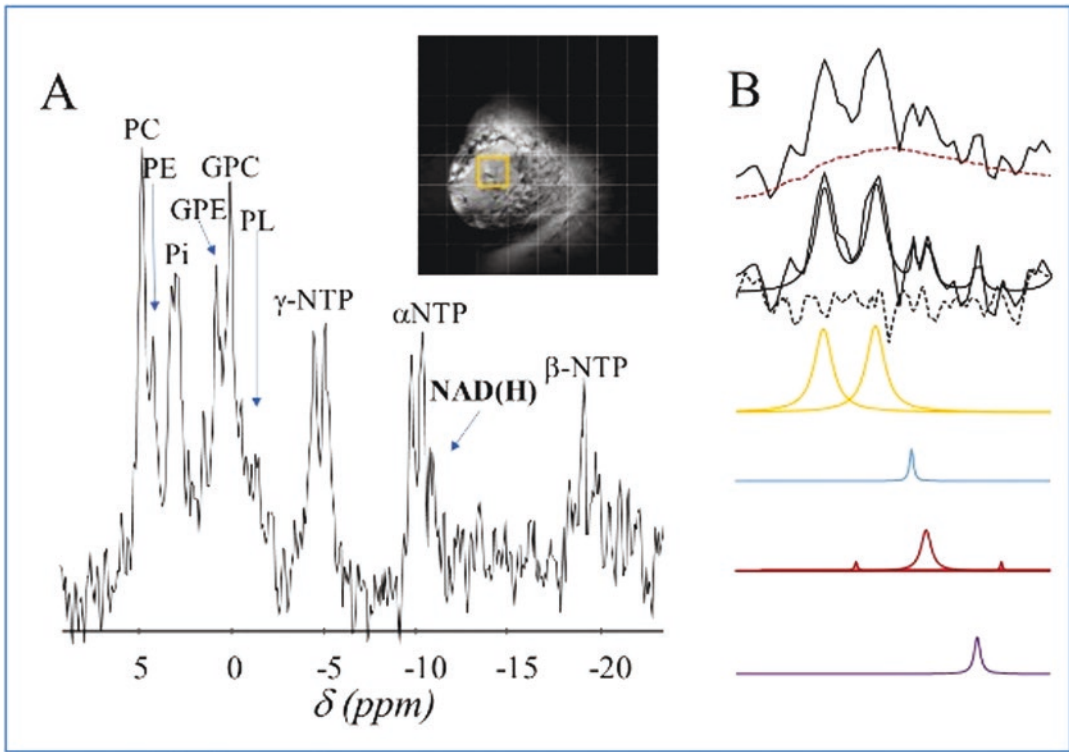 A
B
PC
PE
GPC
GPE
PL
Pi
γ-NTP
αNTP
NAD(H)
β-NTP
5 0 -5 -10 -15 -20
δ (ppm)